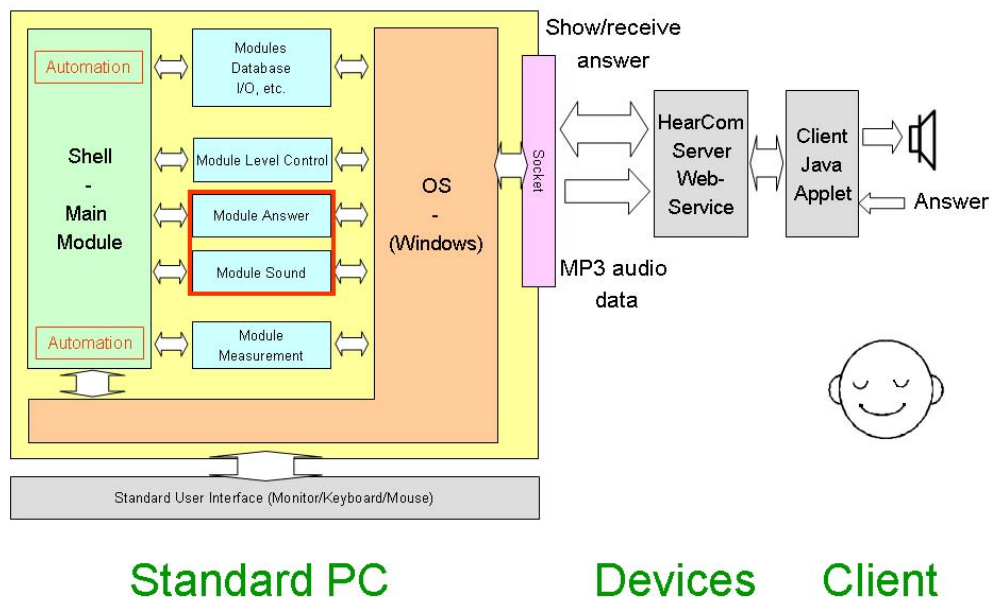 Automation
Shell
-
Main
Module
Automation
Modules
Database
I/O, etc.
Module Level Control
Module Answer
Module Sound
Module
Measurement
OS
-
(Windows)
Socket
Show/receive
answer
MP3 audio
data
HearCom
Server
Web-
Service
Client
Java
Applet
Answer
Standard User Interface (Monitor/Keyboard/Mouse)
Standard PC
Devices
Client